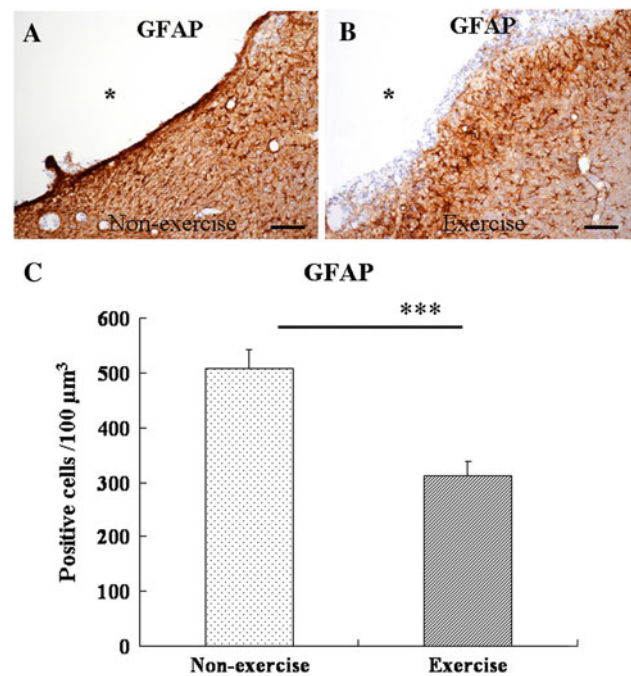 A GFAP
*
Non-exercise
B GFAP
*
Exercise
C GFAP
***
Positive cells /100 µm³
600
500
400
300
200
100
0
Non-exercise Exercise